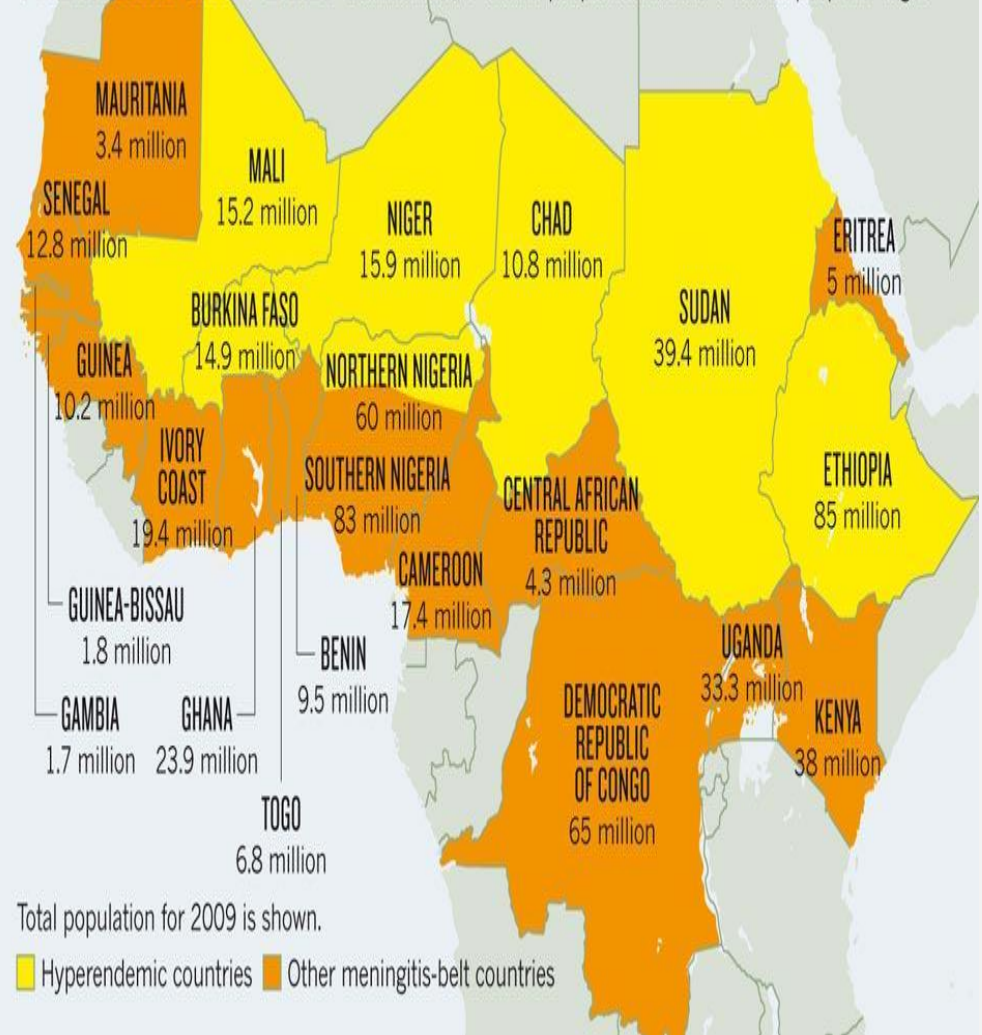 MAURITANIA
3.4 million
SENEGAL
12.8 million
MALI
15.2 million
NIGER
15.9 million
CHAD
10.8 million
ERITREA
5 million
SUDAN
39.4 million
BURKINA FASO
14.9 million
GUINEA
10.2 million
NORTHERN NIGERIA
60 million
IVORY
COAST
19.4 million
SOUTHERN NIGERIA
83 million
CENTRAL AFRICAN
REPUBLIC
4.3 million
ETHIOPIA
85 million
CAMEROON
17.4 million
GUINEA-BISSAU
1.8 million
BENIN
9.5 million
UGANDA
33.3 million
GAMBIA
1.7 million
GHANA
23.9 million
DEMOCRATIC
REPUBLIC
OF CONGO
65 million
KENYA
38 million
TOGO
6.8 million
Total population for 2009 is shown.
Hyperendemic countries Other meningitis-belt countries